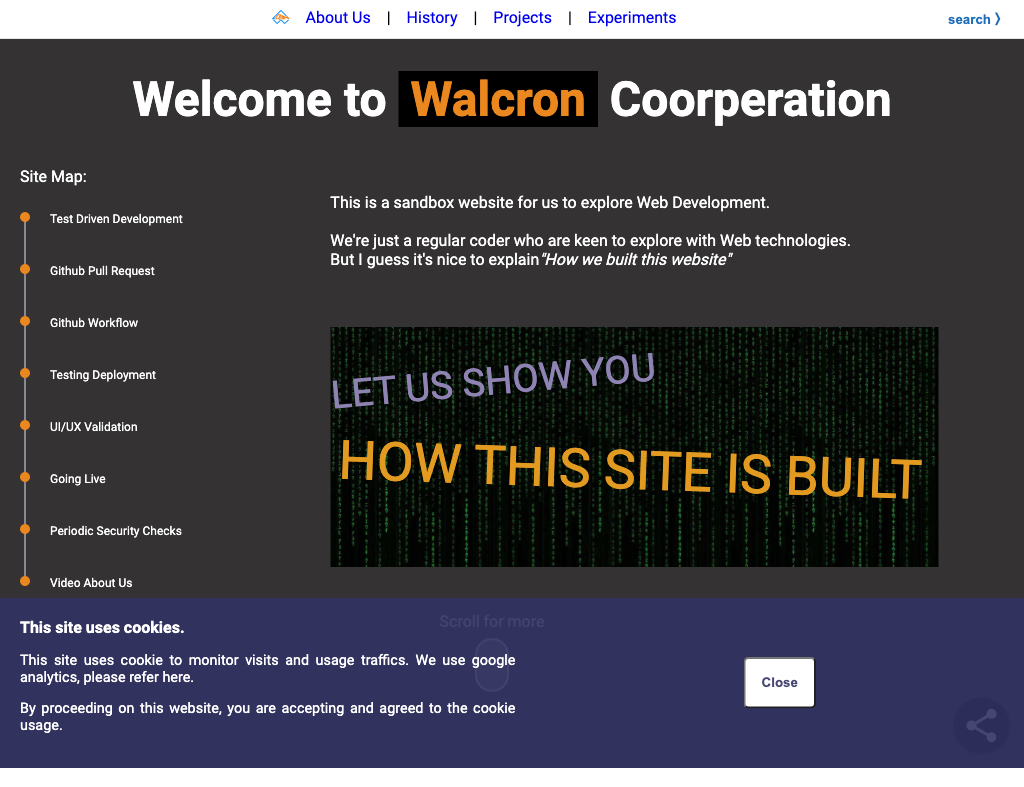 About Us | History | Projects | Experiments
search ⟩
Welcome to Walcron Coorperation
Site Map:
Test Driven Development
Github Pull Request
Github Workflow
Testing Deployment
UI/UX Validation
Going Live
Periodic Security Checks
Video About Us
This is a sandbox website for us to explore Web Development.
We're just a regular coder who are keen to explore with Web technologies.
But I guess it's nice to explain "How we built this website"
LET US SHOW YOU
HOW THIS SITE IS BUILT
Scroll for more
This site uses cookies.
This site uses cookie to monitor visits and usage traffics. We use google
analytics, please refer here.
By proceeding on this website, you are accepting and agreed to the cookie
usage.
Close